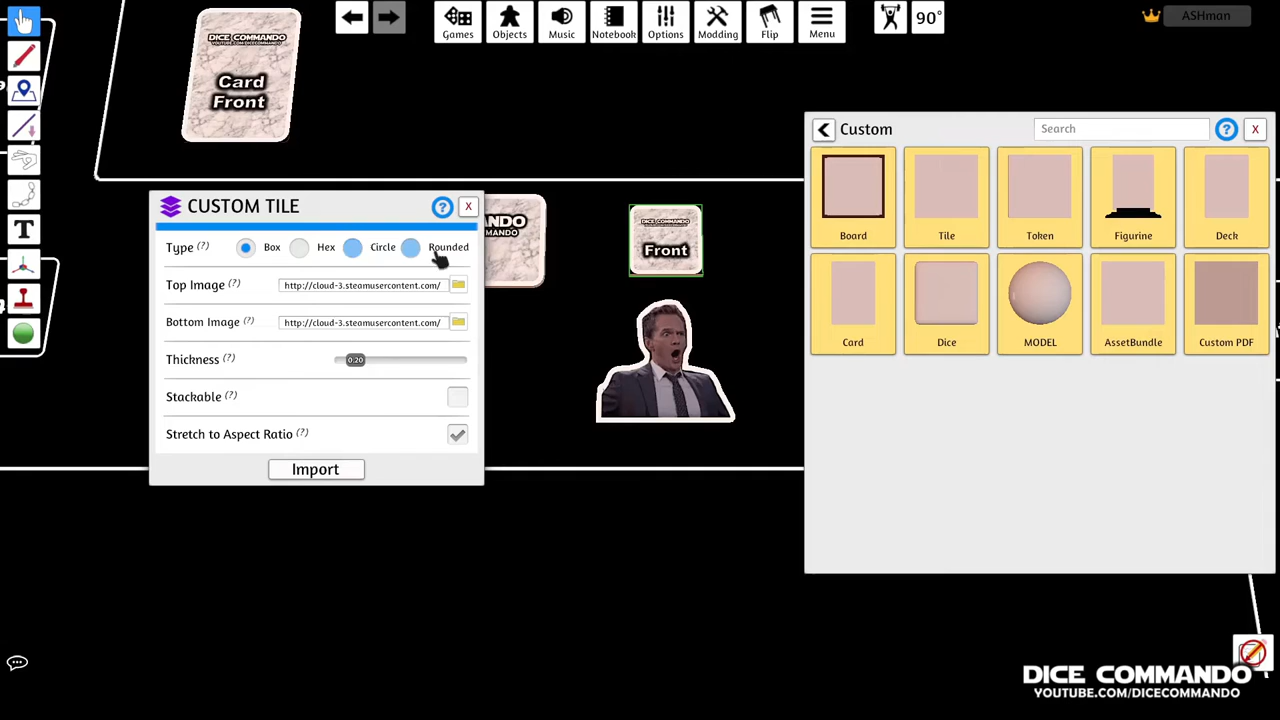 Games
Objects
Music
Notebook
Options
Modding
Flip
Menu
90°
ASHman
DICE COMMANDO
YOUTUBE.COM/DICECOMMANDO
Card
Front
Custom
Search
?
X
Board
Tile
Token
Figurine
Deck
Card
Dice
MODEL
AssetBundle
Custom PDF
CUSTOM TILE
?
X
Type (?)
Box
Hex
Circle
Rounded
Top Image (?)
http://cloud-3.steamusercontent.com/
Bottom Image (?)
http://cloud-3.steamusercontent.com/
Thickness (?)
0.20
Stackable (?)
Stretch to Aspect Ratio (?)
Import
NDO
MMANDO
DICE COMMANDO
Front
T
DICE COMMANDO
YOUTUBE.COM/DICECOMMANDO